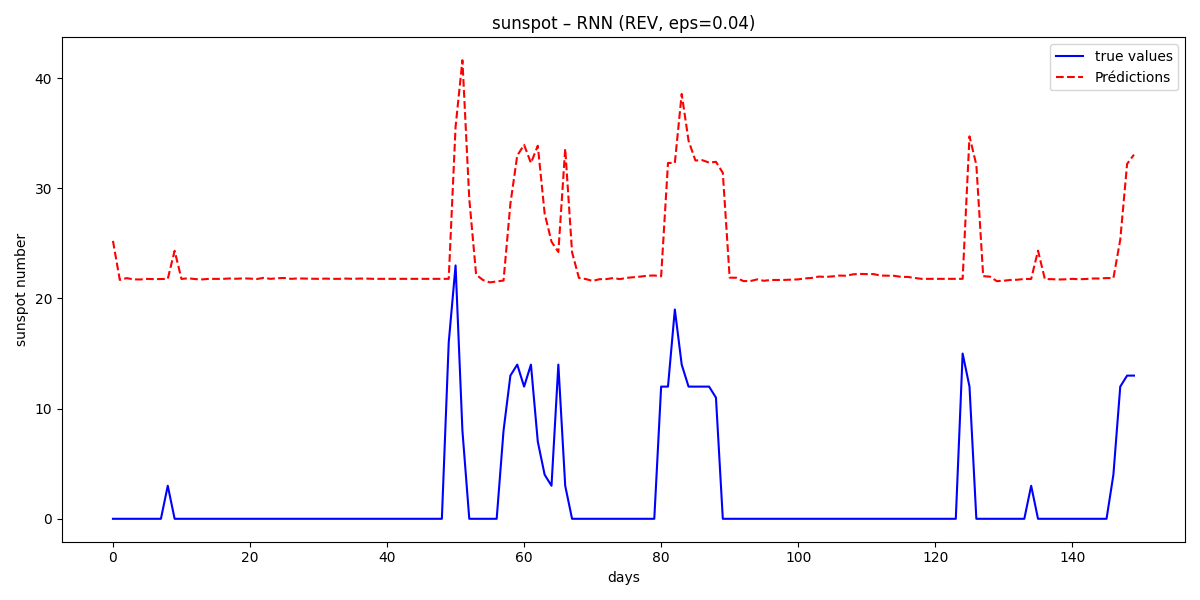 sunspot – RNN (REV, eps=0.04)
true values
Prédictions
sunspot number
40
30
20
10
0
0 20 40 60 80 100 120 140
days